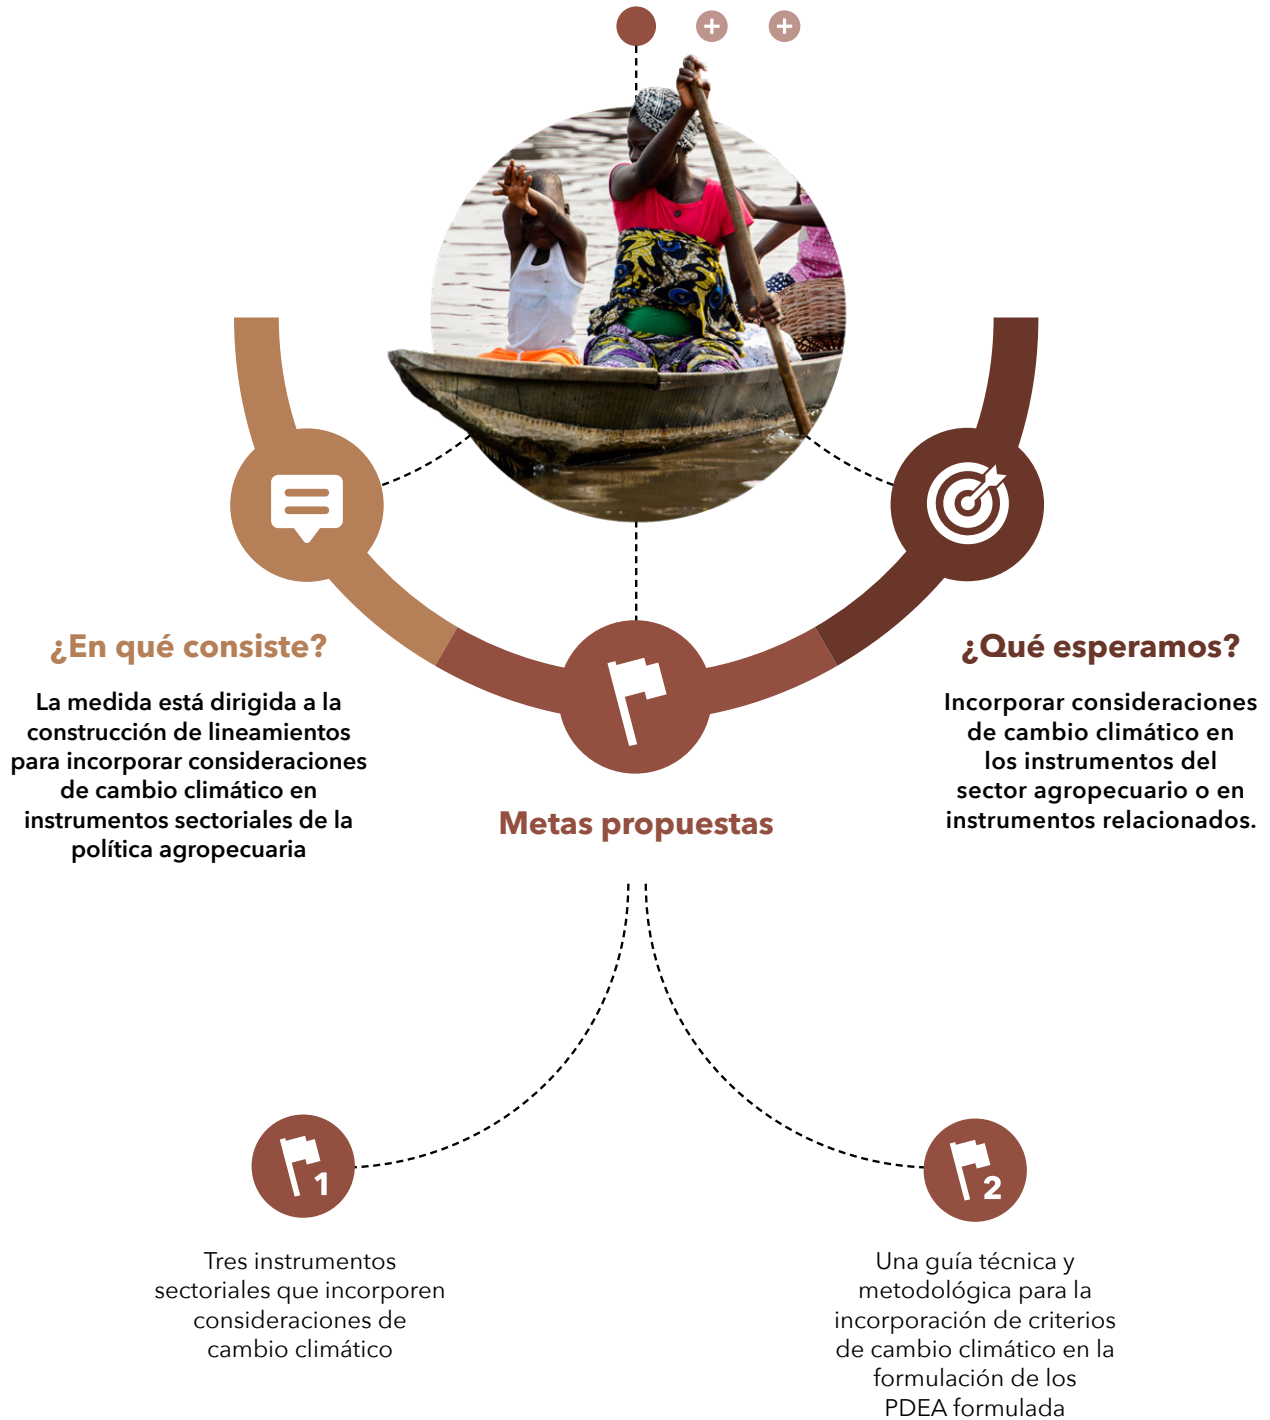 ¿En qué consiste?
La medida está dirigida a la
construcción de lineamientos
para incorporar consideraciones
de cambio climático en
instrumentos sectoriales de la
política agropecuaria
Metas propuestas
¿Qué esperamos?
Incorporar consideraciones
de cambio climático en
los instrumentos del
sector agropecuario o en
instrumentos relacionados.
1
Tres instrumentos
sectoriales que incorporen
consideraciones de
cambio climático
2
Una guía técnica y
metodológica para la
incorporación de criterios
de cambio climático en la
formulación de los
PDEA formulada